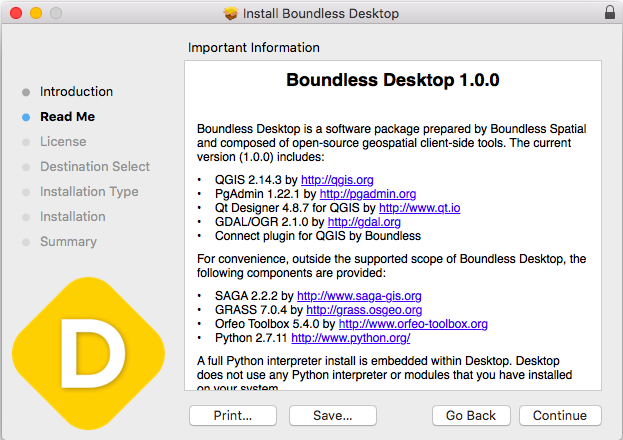 Install Boundless Desktop
Important Information
Introduction
Read Me
License
Destination Select
Installation Type
Installation
Summary
D
Boundless Desktop 1.0.0
Boundless Desktop is a software package prepared by Boundless Spatial
and composed of open-source geospatial client-side tools. The current
version (1.0.0) includes:
• QGIS 2.14.3 by http://qgis.org
• PgAdmin 1.22.1 by http://pgadmin.org
• Qt Designer 4.8.7 for QGIS by http://www.qt.io
• GDAL/OGR 2.1.0 by http://gdal.org
• Connect plugin for QGIS by Boundless
For convenience, outside the supported scope of Boundless Desktop, the
following components are provided:
• SAGA 2.2.2 by http://www.saga-gis.org
• GRASS 7.0.4 by http://grass.osgeo.org
• Orfeo Toolbox 5.4.0 by http://www.orfeo-toolbox.org
• Python 2.7.11 http://www.python.org/
A full Python interpreter install is embedded within Desktop. Desktop
does not use any Python interpreter or modules that you have installed
on your system
Print...
Save...
Go Back
Continue